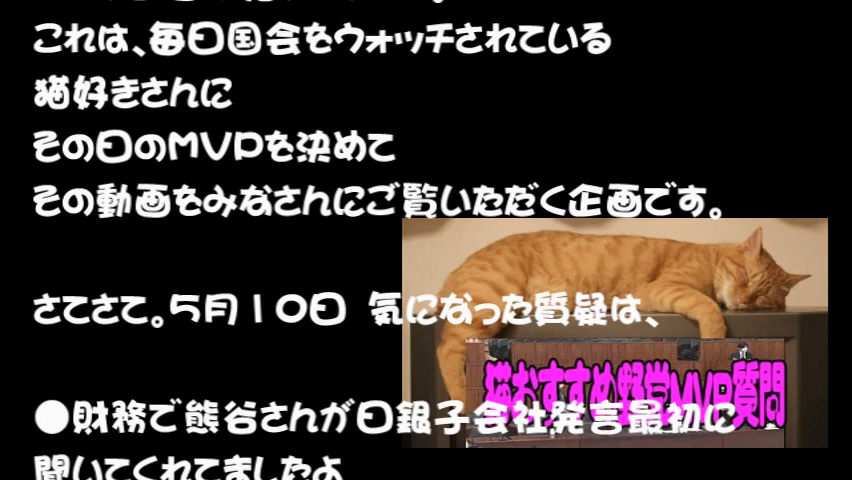 これは、毎日国会をウォッチされている
猫好きさんに
その日のMVPを決めて
その動画をみなさんにご覧いただく企画です。
さてさて。5月10日 気になった質疑は、
猫おすすめ野党MVP質問
●財務で熊谷さんが日銀子会社発言最初に
聞いてくれてましたよ